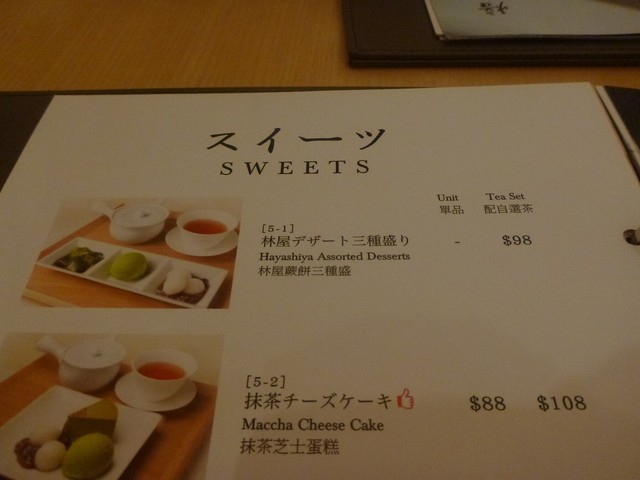 スイーツ
SWEETS
Unit Tea Set
單品 配自選茶
[5-1]
林屋デザート三種盛り - $98
Hayashiya Assorted Desserts
林屋蕨餅三種盛
[5-2]
抹茶チーズケーキ $88 $108
Maccha Cheese Cake
抹茶芝士蛋糕